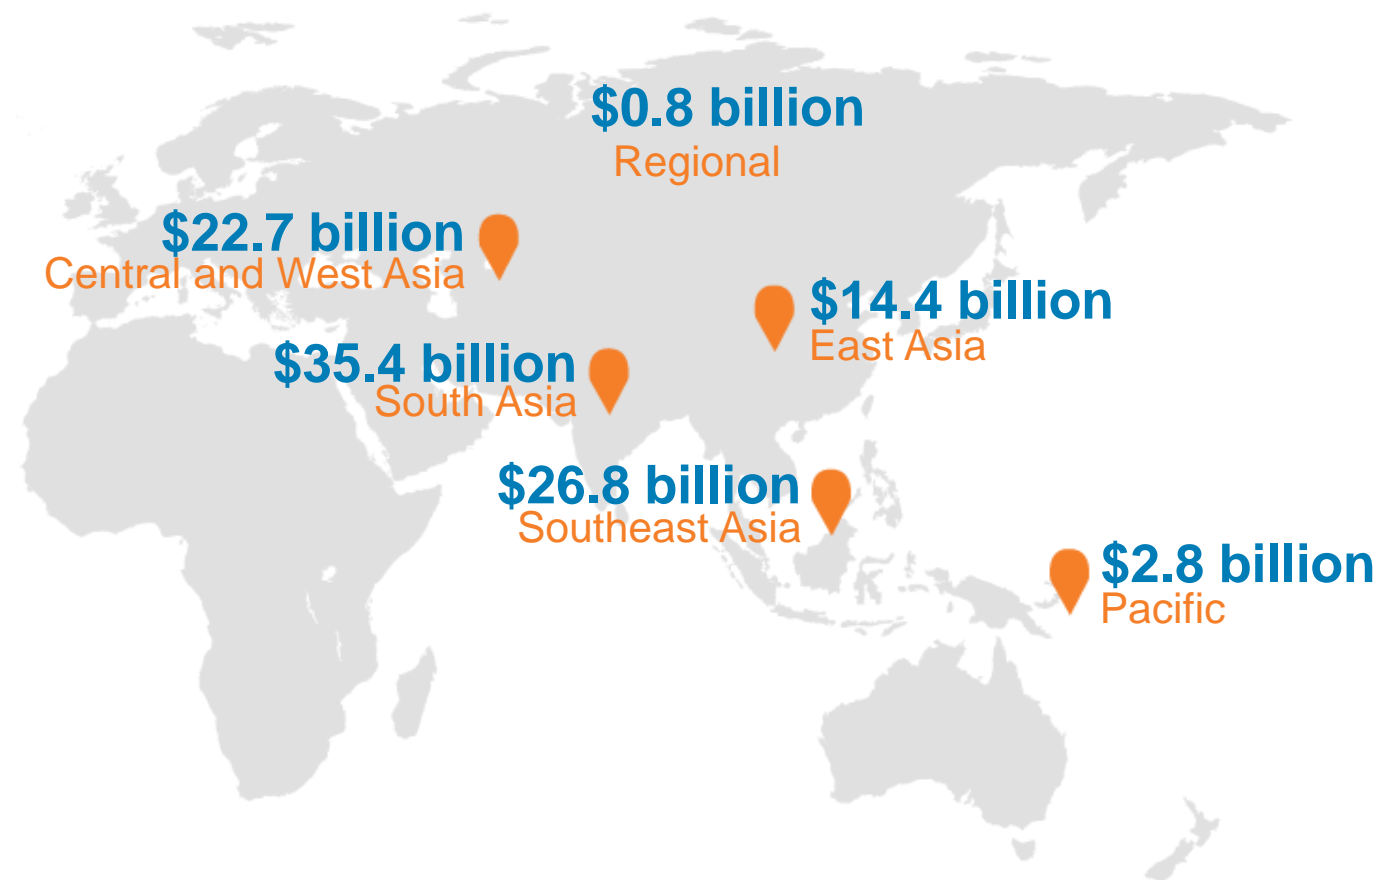 $0.8 billion
Regional
$22.7 billion
Central and West Asia
$14.4 billion
East Asia
$35.4 billion
South Asia
$26.8 billion
Southeast Asia
$2.8 billion
Pacific